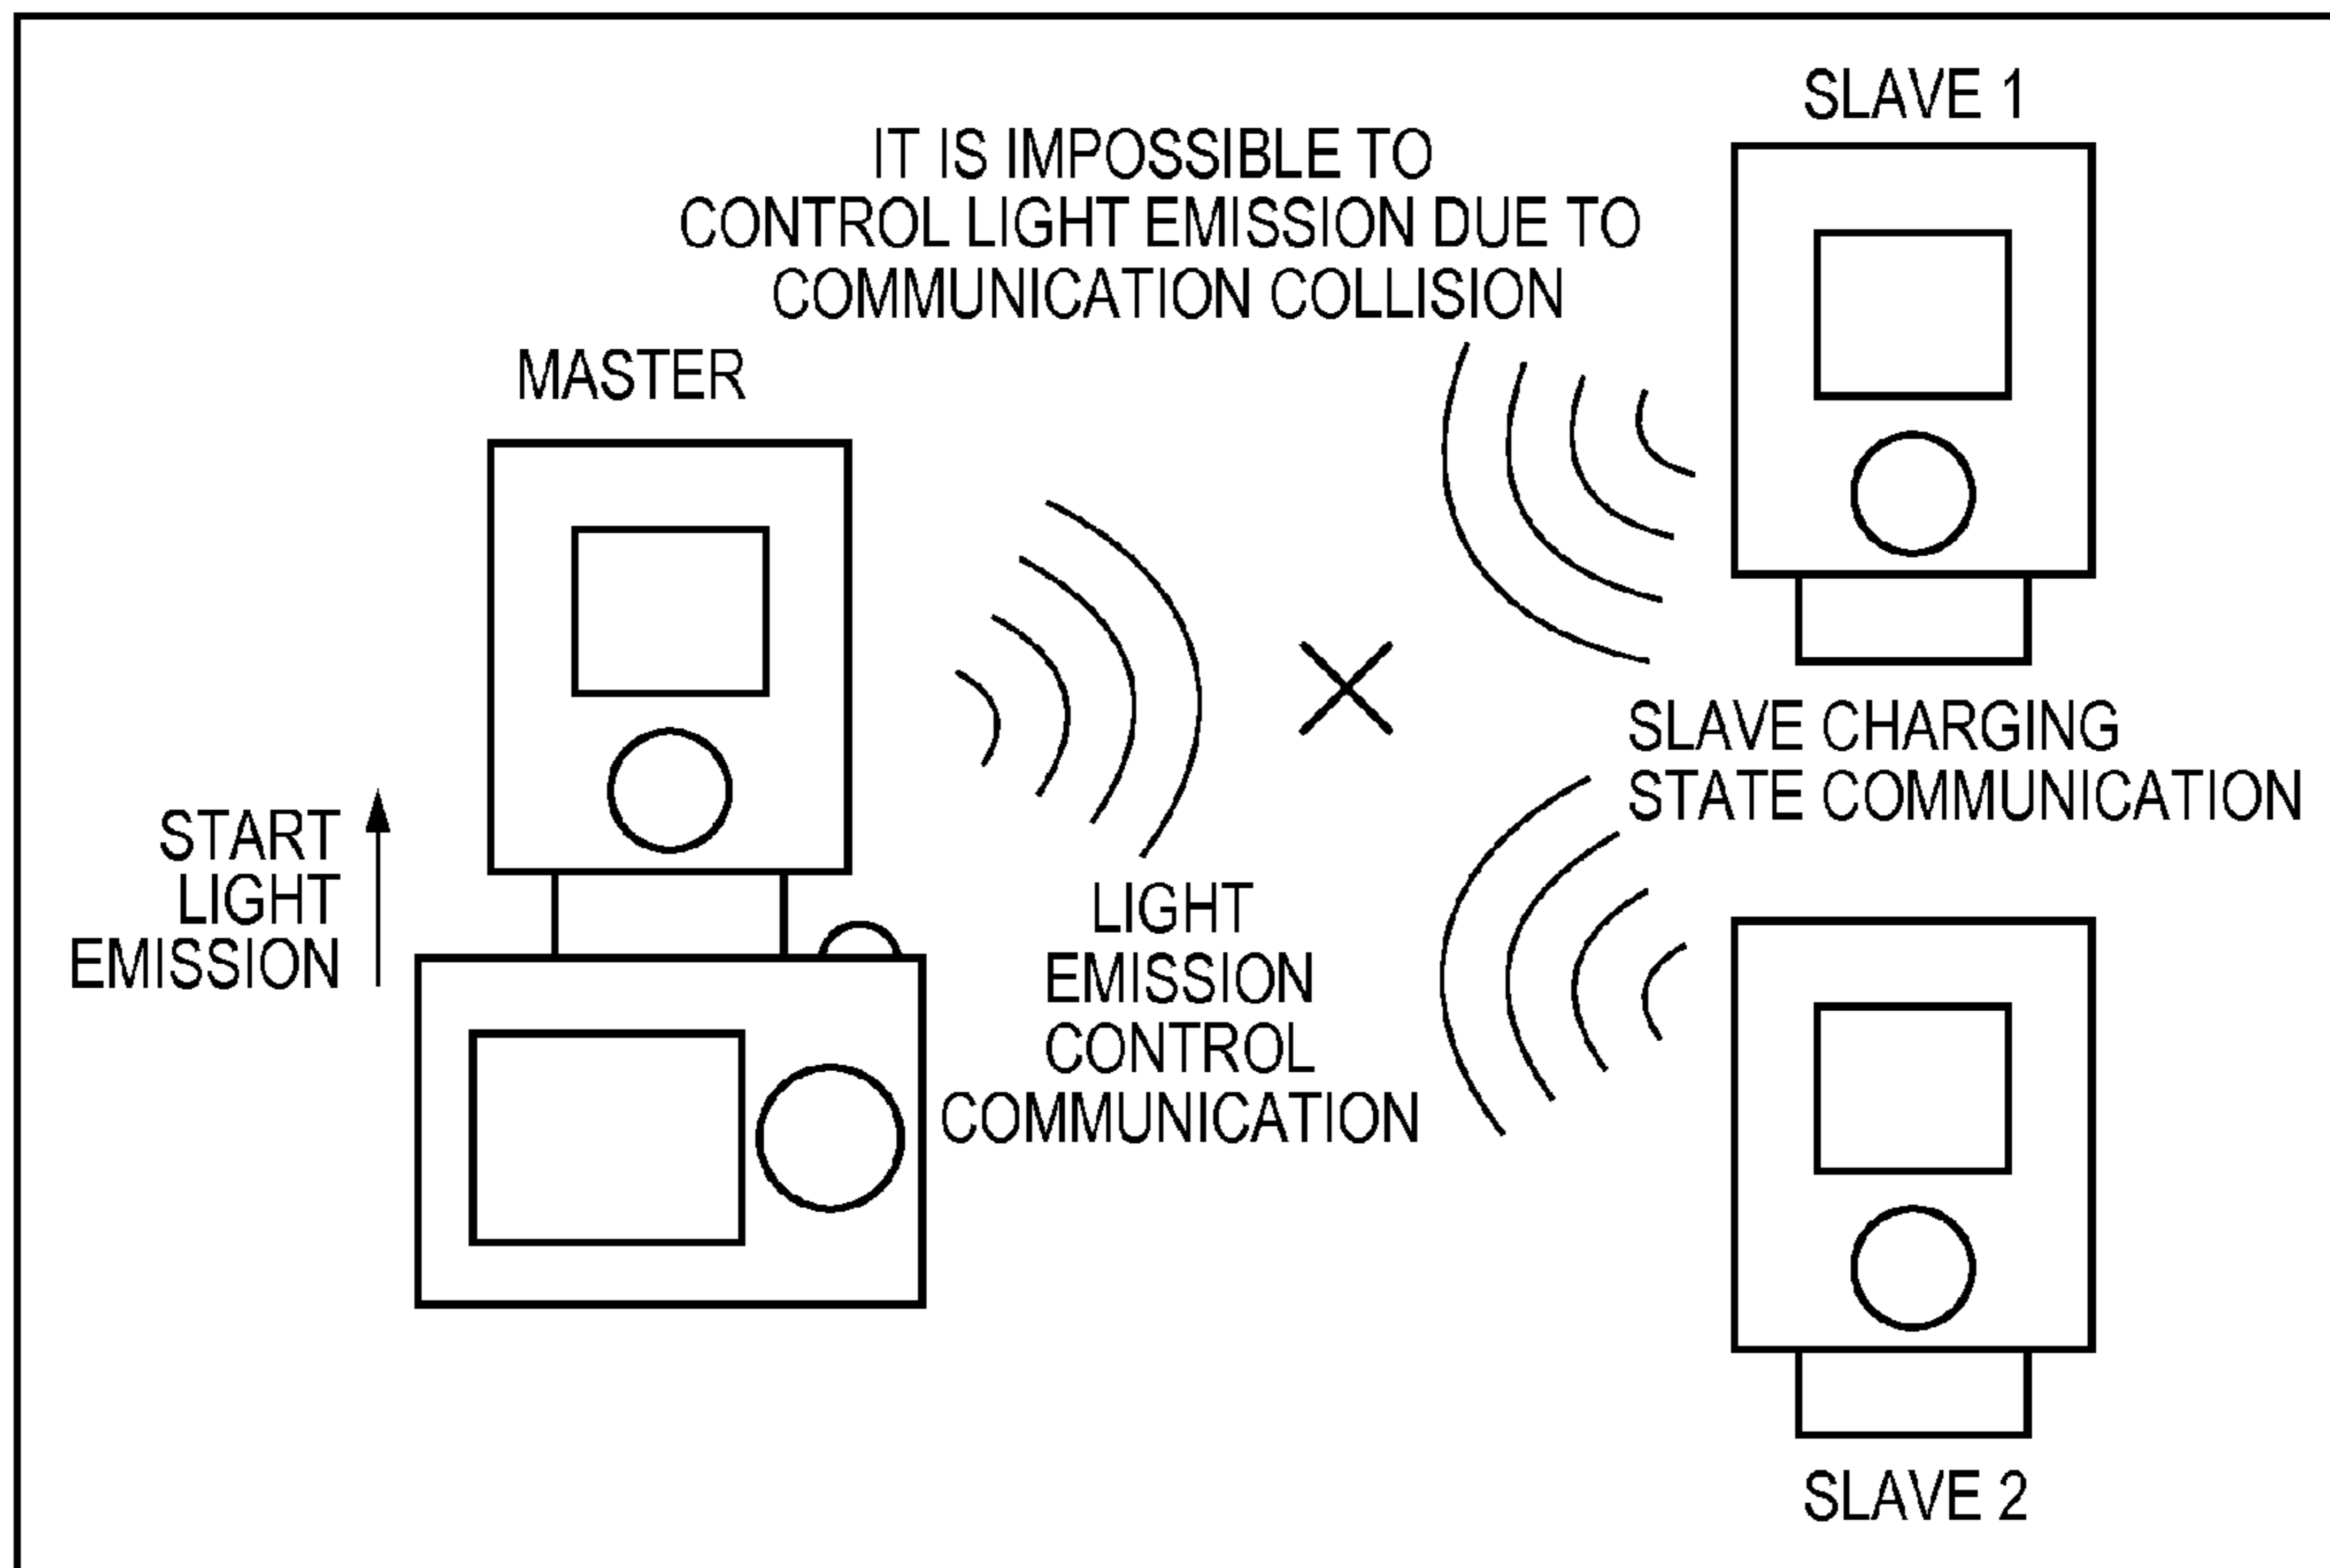 SLAVE 1
IT IS IMPOSSIBLE TO
CONTROL LIGHT EMISSION DUE TO
COMMUNICATION COLLISION
MASTER
SLAVE CHARGING
STATE COMMUNICATION
START
LIGHT
EMISSION
LIGHT
EMISSION
CONTROL
COMMUNICATION
SLAVE 2